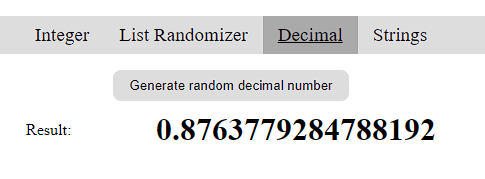 Integer List Randomizer Decimal Strings
Generate random decimal number
Result: 0.8763779284788192